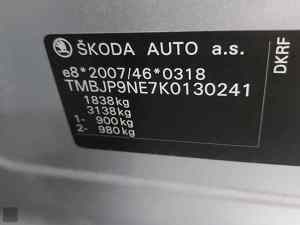 ŠKODA AUTO a.s.
e8*2007/46*0318
TMBJP9NE7K0130241
1838kg
3138kg
1- 900kg
2- 980kg
DKRF